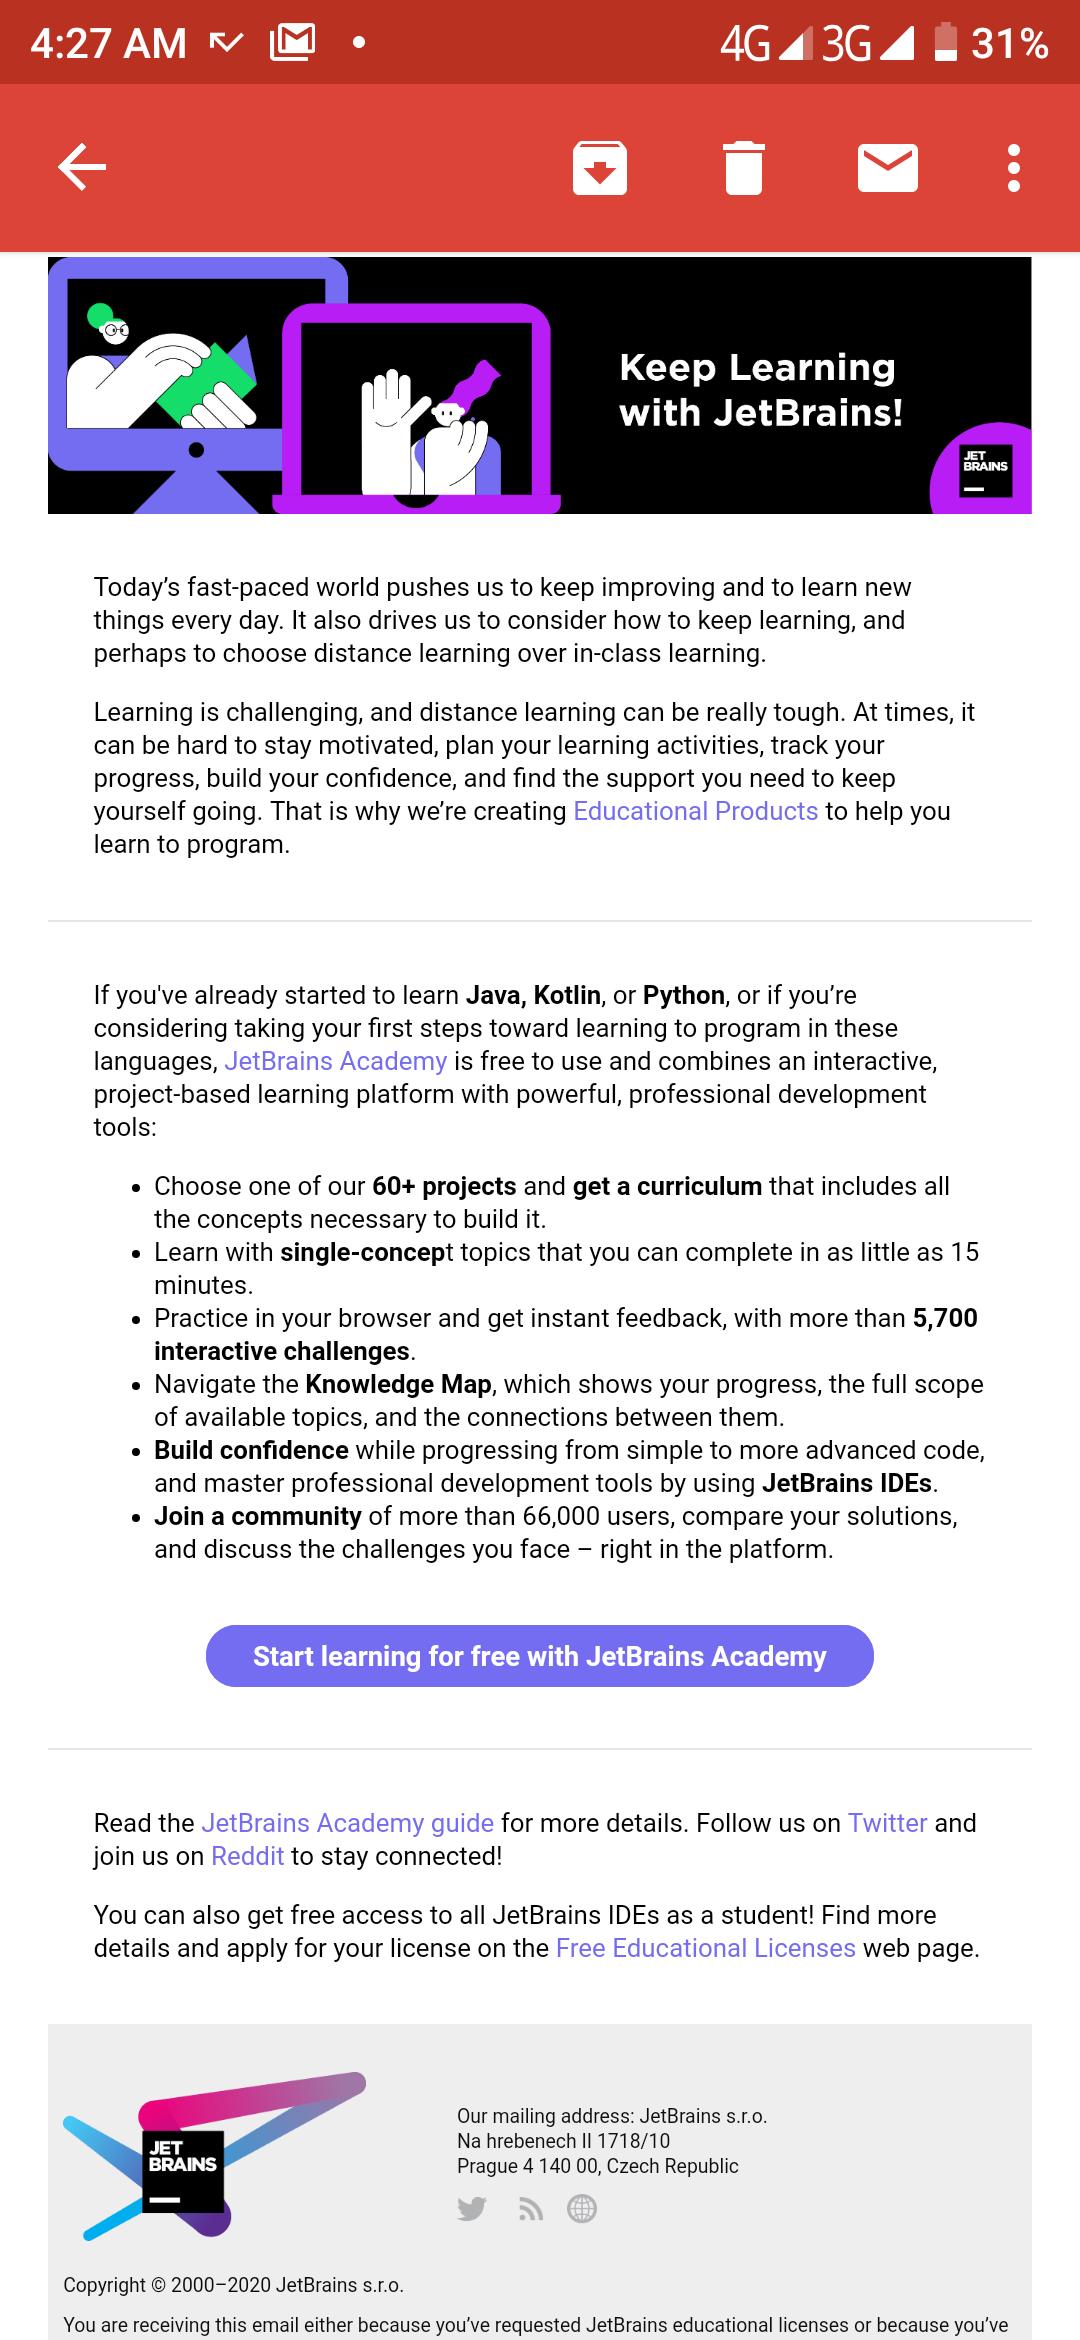 4:27 AM 4G 3G 31%
Keep Learning
with JetBrains!
JET
BRAINS
Today’s fast-paced world pushes us to keep improving and to learn new
things every day. It also drives us to consider how to keep learning, and
perhaps to choose distance learning over in-class learning.
Learning is challenging, and distance learning can be really tough. At times, it
can be hard to stay motivated, plan your learning activities, track your
progress, build your confidence, and find the support you need to keep
yourself going. That is why we’re creating Educational Products to help you
learn to program.
If you've already started to learn Java, Kotlin, or Python, or if you’re
considering taking your first steps toward learning to program in these
languages, JetBrains Academy is free to use and combines an interactive,
project-based learning platform with powerful, professional development
tools:
• Choose one of our 60+ projects and get a curriculum that includes all
the concepts necessary to build it.
• Learn with single-concept topics that you can complete in as little as 15
minutes.
• Practice in your browser and get instant feedback, with more than 5,700
interactive challenges.
• Navigate the Knowledge Map, which shows your progress, the full scope
of available topics, and the connections between them.
• Build confidence while progressing from simple to more advanced code,
and master professional development tools by using JetBrains IDEs.
• Join a community of more than 66,000 users, compare your solutions,
and discuss the challenges you face – right in the platform.
Start learning for free with JetBrains Academy
Read the JetBrains Academy guide for more details. Follow us on Twitter and
join us on Reddit to stay connected!
You can also get free access to all JetBrains IDEs as a student! Find more
details and apply for your license on the Free Educational Licenses web page.
JET
BRAINS
Our mailing address: JetBrains s.r.o.
Na hrebenech II 1718/10
Prague 4 140 00, Czech Republic
Copyright © 2000–2020 JetBrains s.r.o.
You are receiving this email either because you’ve requested JetBrains educational licenses or because you’ve